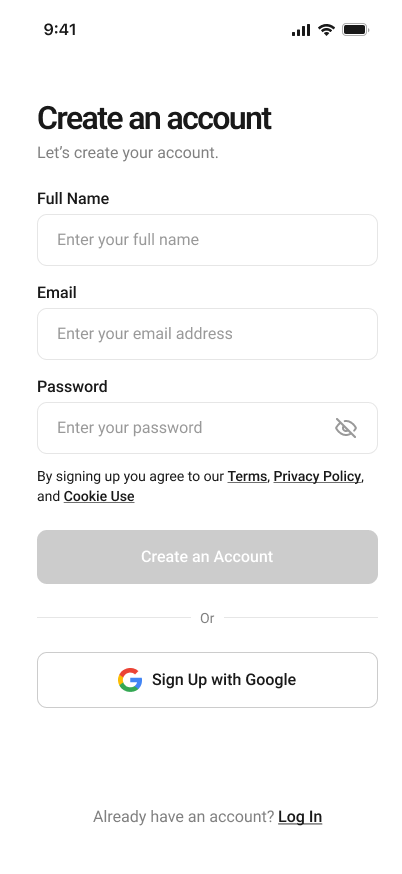 9:41
Create an account
Let’s create your account.
Full Name
Enter your full name
Email
Enter your email address
Password
Enter your password
By signing up you agree to our Terms, Privacy Policy,
and Cookie Use
Create an Account
Or
Sign Up with Google
Already have an account? Log In